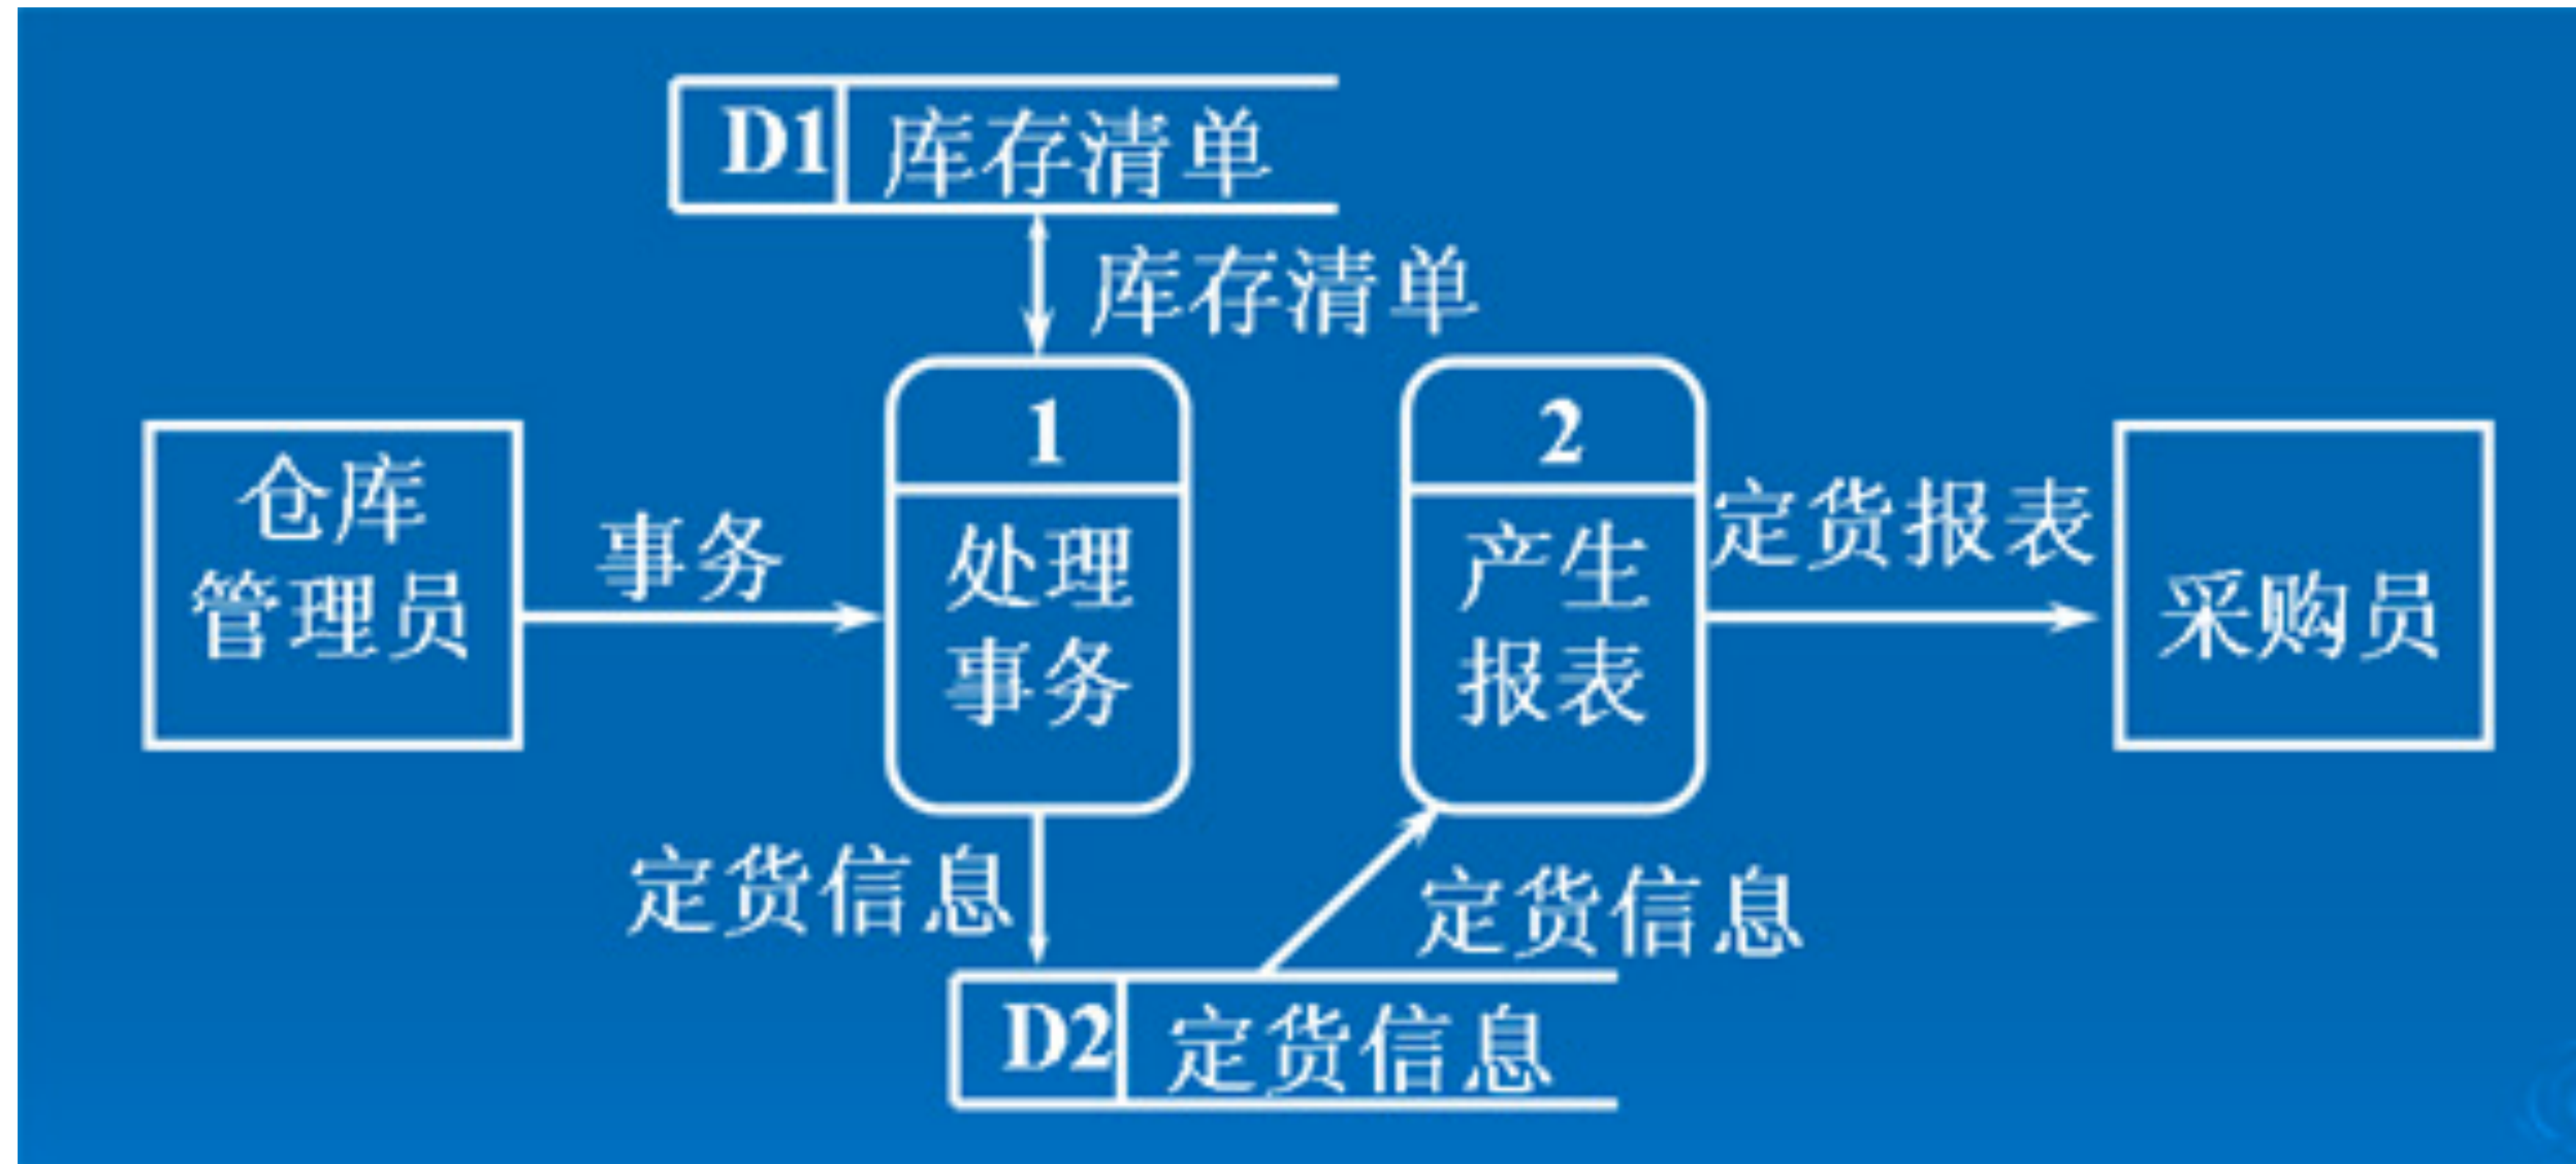 D1 库存清单
库存清单
仓库
管理员
事务
1
处理
事务
2
产生
报表
定货报表
采购员
定货信息
定货信息
D2 定货信息